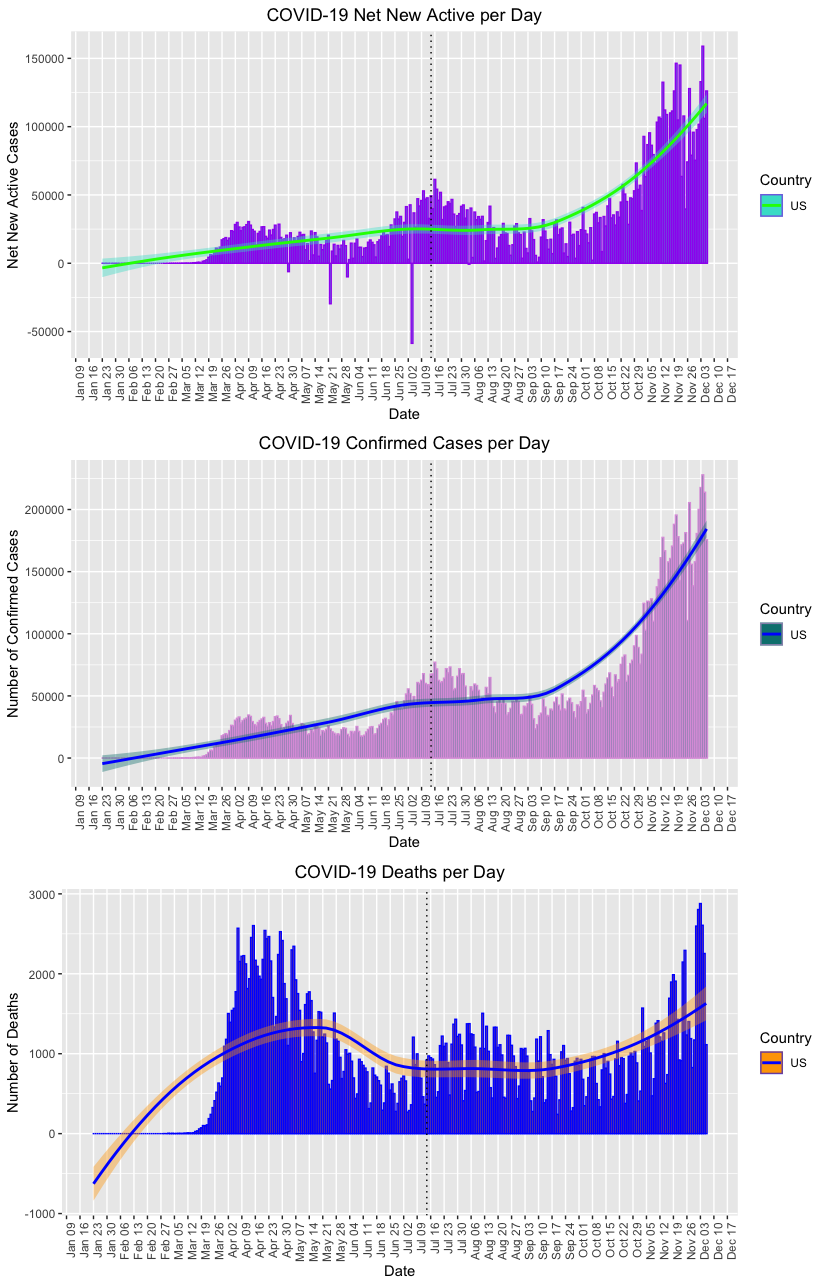 COVID-19 Net New Active per Day
Net New Active Cases
150000
100000
50000
0
-50000
Jan 09
Jan 16
Jan 23
Jan 30
Feb 06
Feb 13
Feb 20
Feb 27
Mar 05
Mar 12
Mar 19
Mar 26
Apr 02
Apr 09
Apr 16
Apr 23
Apr 30
May 07
May 14
May 21
May 28
Jun 04
Jun 11
Jun 18
Jun 25
Jul 02
Jul 09
Jul 16
Jul 23
Jul 30
Aug 06
Aug 13
Aug 20
Aug 27
Sep 03
Sep 10
Sep 17
Sep 24
Oct 01
Oct 08
Oct 15
Oct 22
Oct 29
Nov 05
Nov 12
Nov 19
Nov 26
Dec 03
Dec 10
Dec 17
Date
Country
US
COVID-19 Confirmed Cases per Day
Number of Confirmed Cases
200000
150000
100000
50000
0
Jan 09
Jan 16
Jan 23
Jan 30
Feb 06
Feb 13
Feb 20
Feb 27
Mar 05
Mar 12
Mar 19
Mar 26
Apr 02
Apr 09
Apr 16
Apr 23
Apr 30
May 07
May 14
May 21
May 28
Jun 04
Jun 11
Jun 18
Jun 25
Jul 02
Jul 09
Jul 16
Jul 23
Jul 30
Aug 06
Aug 13
Aug 20
Aug 27
Sep 03
Sep 10
Sep 17
Sep 24
Oct 01
Oct 08
Oct 15
Oct 22
Oct 29
Nov 05
Nov 12
Nov 19
Nov 26
Dec 03
Dec 10
Dec 17
Date
Country
US
COVID-19 Deaths per Day
Number of Deaths
3000
2000
1000
0
-1000
Jan 09
Jan 16
Jan 23
Jan 30
Feb 06
Feb 13
Feb 20
Feb 27
Mar 05
Mar 12
Mar 19
Mar 26
Apr 02
Apr 09
Apr 16
Apr 23
Apr 30
May 07
May 14
May 21
May 28
Jun 04
Jun 11
Jun 18
Jun 25
Jul 02
Jul 09
Jul 16
Jul 23
Jul 30
Aug 06
Aug 13
Aug 20
Aug 27
Sep 03
Sep 10
Sep 17
Sep 24
Oct 01
Oct 08
Oct 15
Oct 22
Oct 29
Nov 05
Nov 12
Nov 19
Nov 26
Dec 03
Dec 10
Dec 17
Date
Country
US